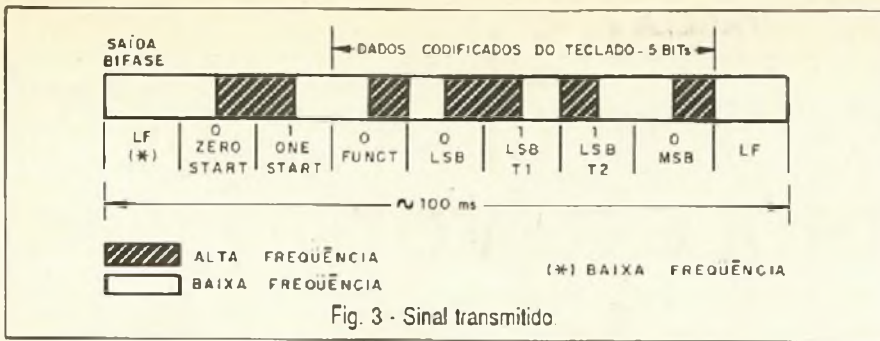 SAÍDA
BIFASE
DADOS CODIFICADOS DO TECLADO - 5 BITs
LF
(*)
0
ZERO
START
1
ONE
START
0
FUNCT
0
LSB
1
LSB
T1
1
LSB
T2
0
MSB
LF
~ 100 ms
ALTA FREQUÊNCIA
BAIXA FREQUÊNCIA
(*) BAIXA FREQUÊNCIA
Fig. 3 - Sinal transmitido.